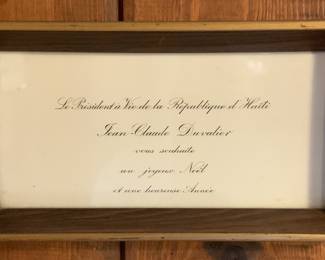 Le Président à Vie de la République d'Haïti
Jean-Claude Duvalier
vous souhaite
un joyeux Noël
et une heureuse Année